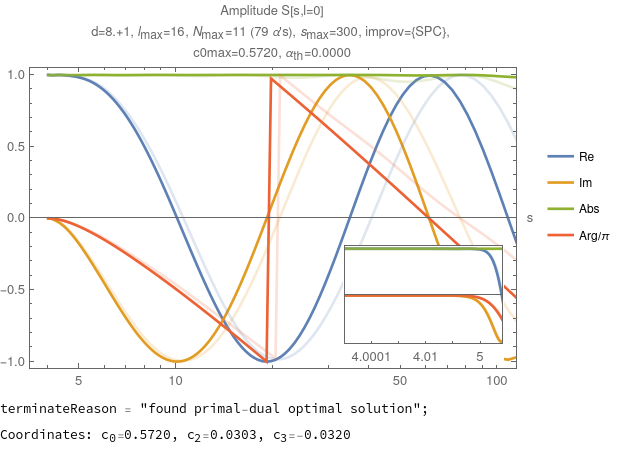 Amplitude S[s,l=0]
d=8.+1, lmax=16, Nmax=11 (79 α's), smax=300, improv={SPC},
c0max=0.5720, αth=0.0000
1.0
0.5
0.0
−0.5
−1.0
5
10
50
100
s
4.0001
4.01
5
Re
Im
Abs
Arg/π
terminateReason = "found primal-dual optimal solution";
Coordinates: c0=0.5720, c2=0.0303, c3=-0.0320